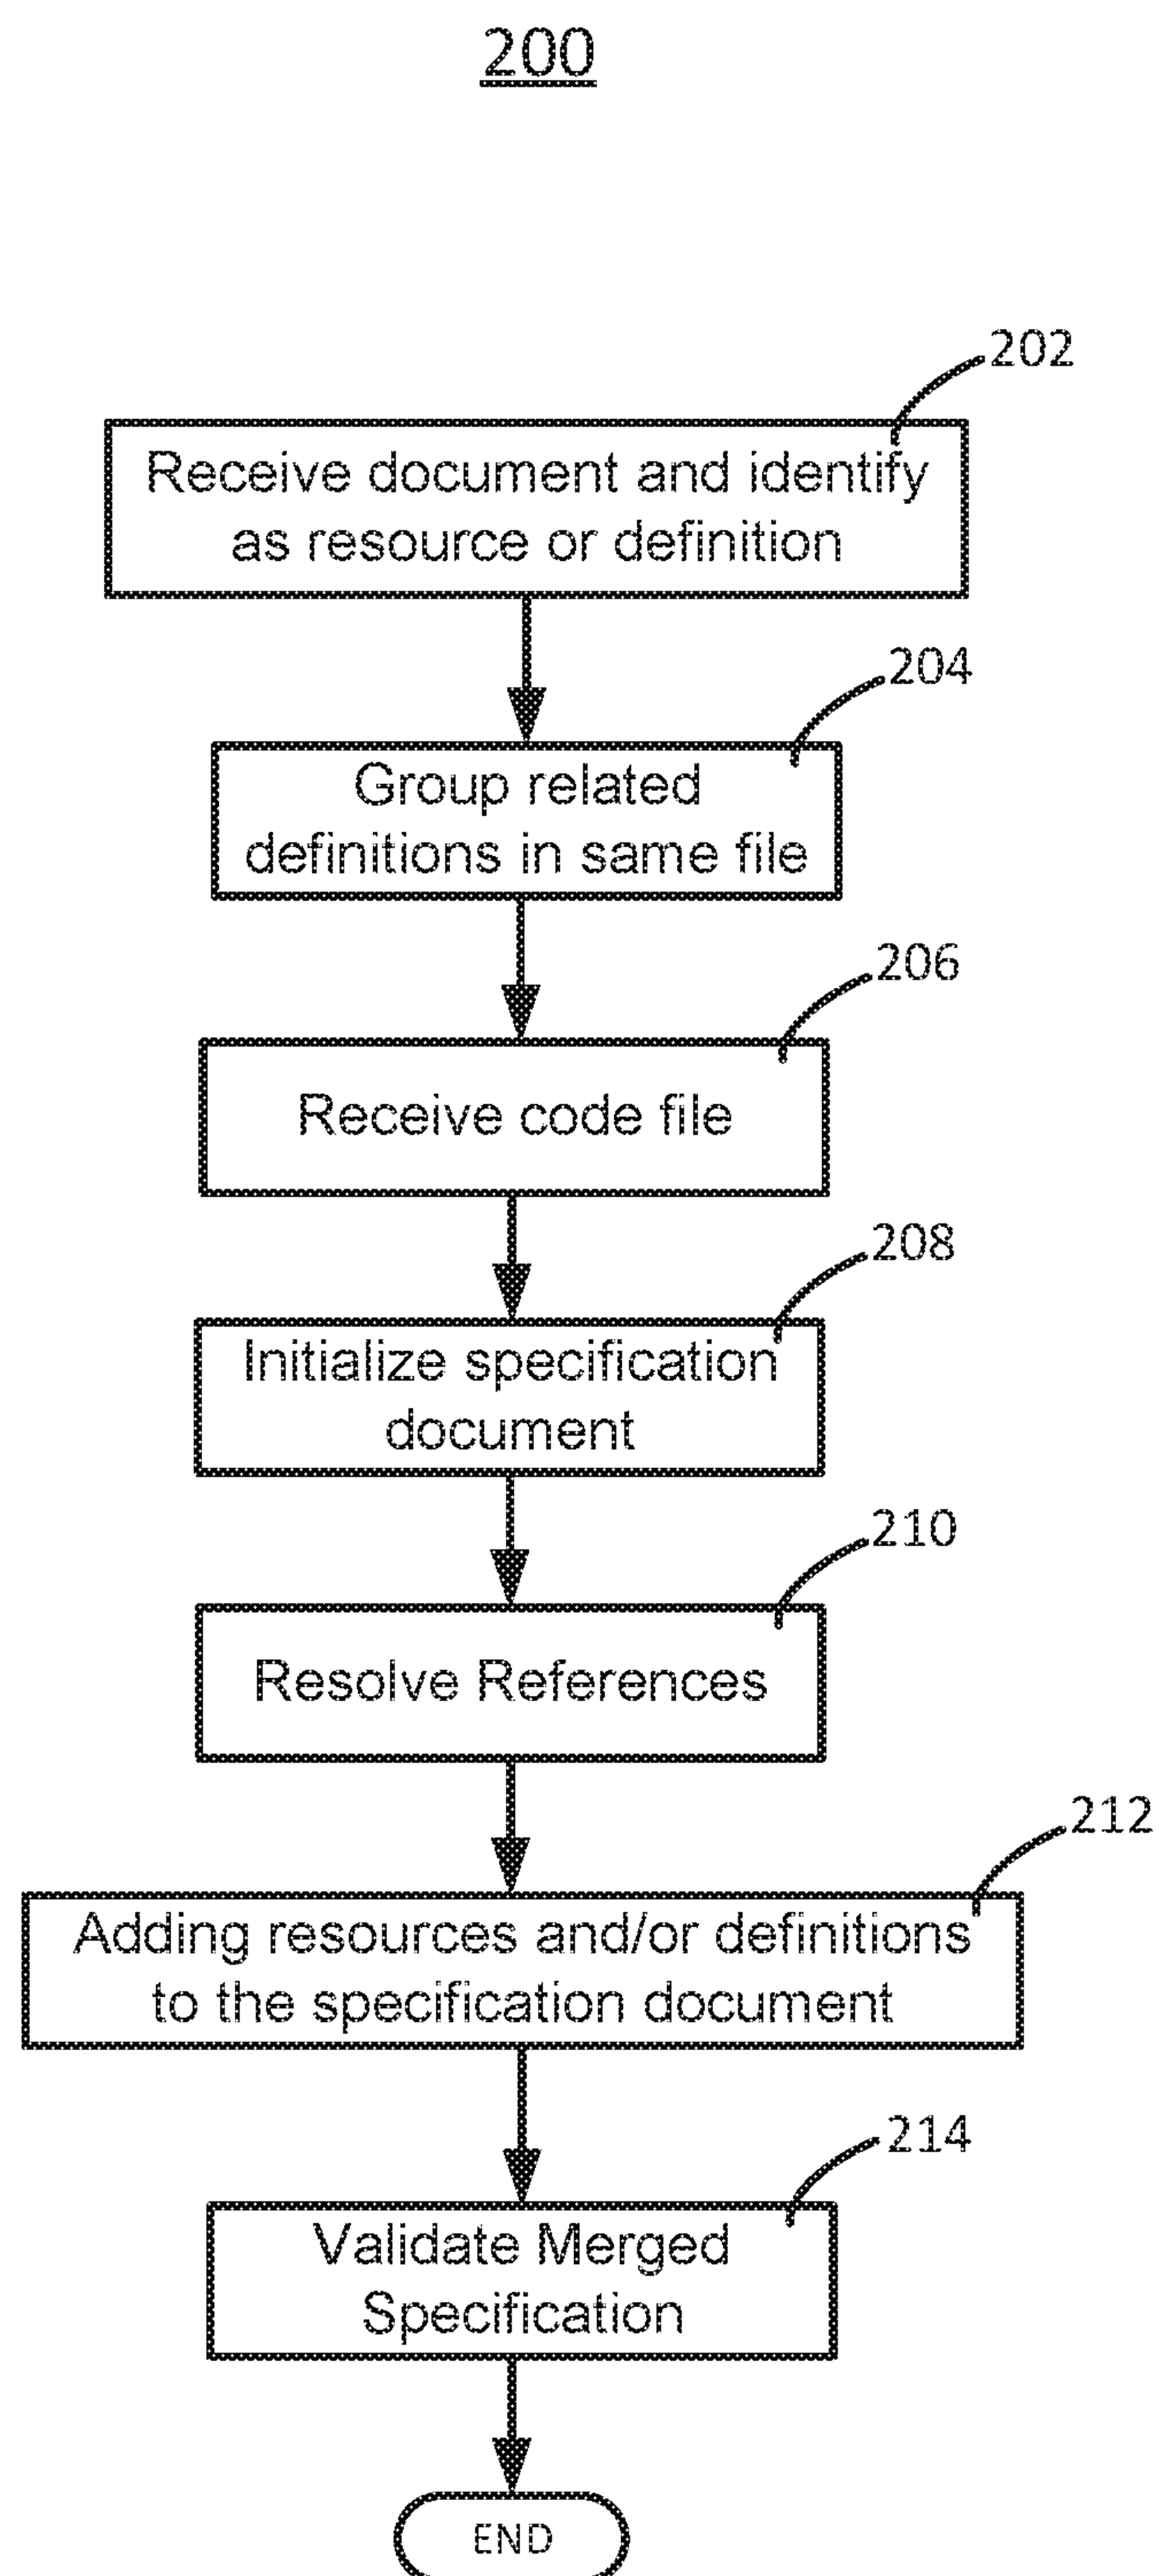 200
202
Receive document and identify
as resource or definition
204
Group related
definitions in same file
206
Receive code file
208
Initialize specification
document
210
Resolve References
212
Adding resources and/or definitions
to the specification document
214
Validate Merged
Specification
END